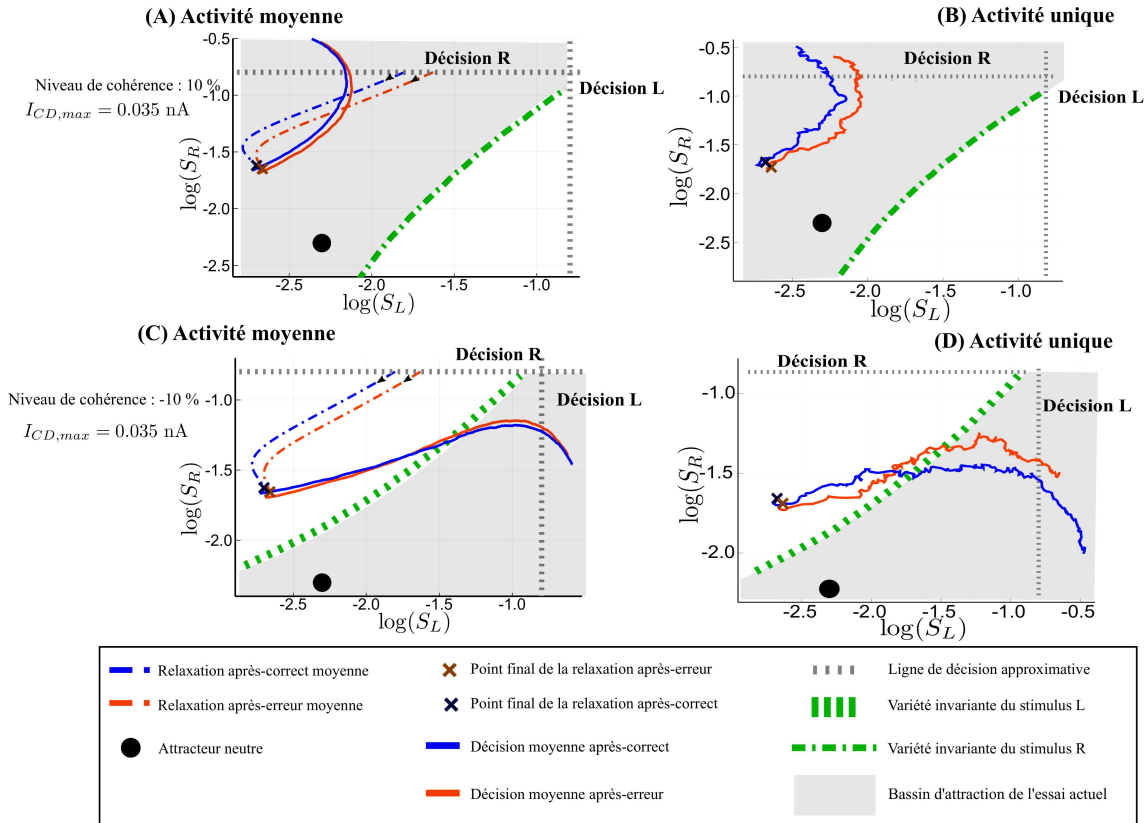 (A) Activité moyenne
(B) Activité unique
Niveau de cohérence : 10 %
I_{CD,max} = 0.035 nA
-0.5
-1.0
-1.5
-2.0
-2.5
log(S_R)
Décision R
Décision L
-2.5
-2.0
-1.5
-1.0
log(S_L)
-0.5
-1.0
-1.5
-2.0
-2.5
log(S_R)
Décision R
Décision L
-2.5
-2.0
-1.5
-1.0
log(S_L)
(C) Activité moyenne
(D) Activité unique
Niveau de cohérence : -10 %
I_{CD,max} = 0.035 nA
-1.0
-1.5
-2.0
log(S_R)
Décision R
Décision L
-2.5
-2.0
-1.5
-1.0
log(S_L)
-1.0
-1.5
-2.0
log(S_R)
Décision R
Décision L
-2.5
-2.0
-1.5
-1.0
-0.5
log(S_L)
Relaxation après-correct moyenne
Relaxation après-erreur moyenne
Attracteur neutre
Point final de la relaxation après-erreur
Point final de la relaxation après-correct
Décision moyenne après-correct
Décision moyenne après-erreur
Ligne de décision approximative
Variété invariante du stimulus L
Variété invariante du stimulus R
Bassin d'attraction de l'essai actuel